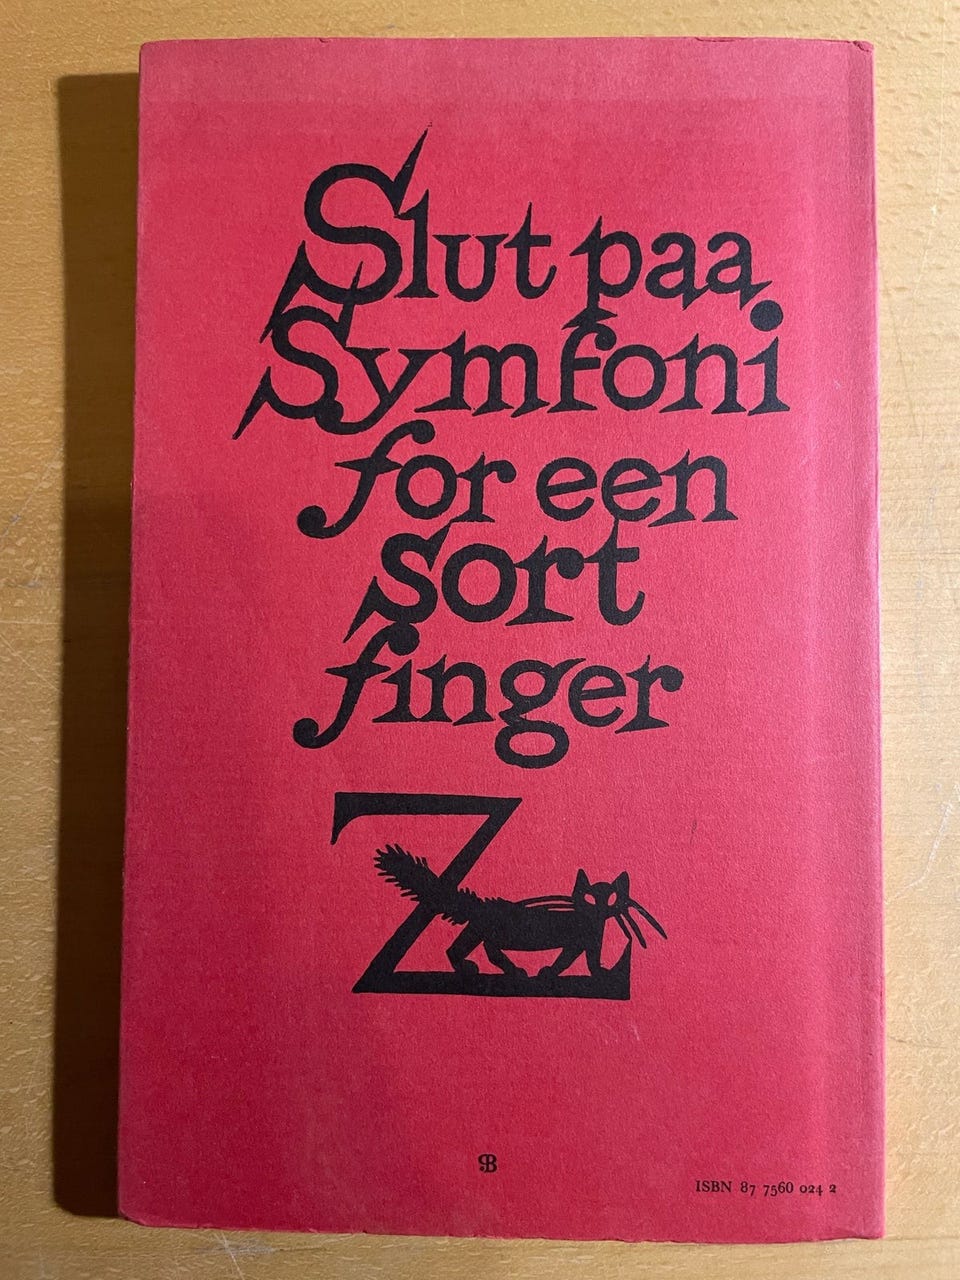 Slut paa
Symfoni
for een
sort
finger
Z
B
ISBN 87 7560 024 2